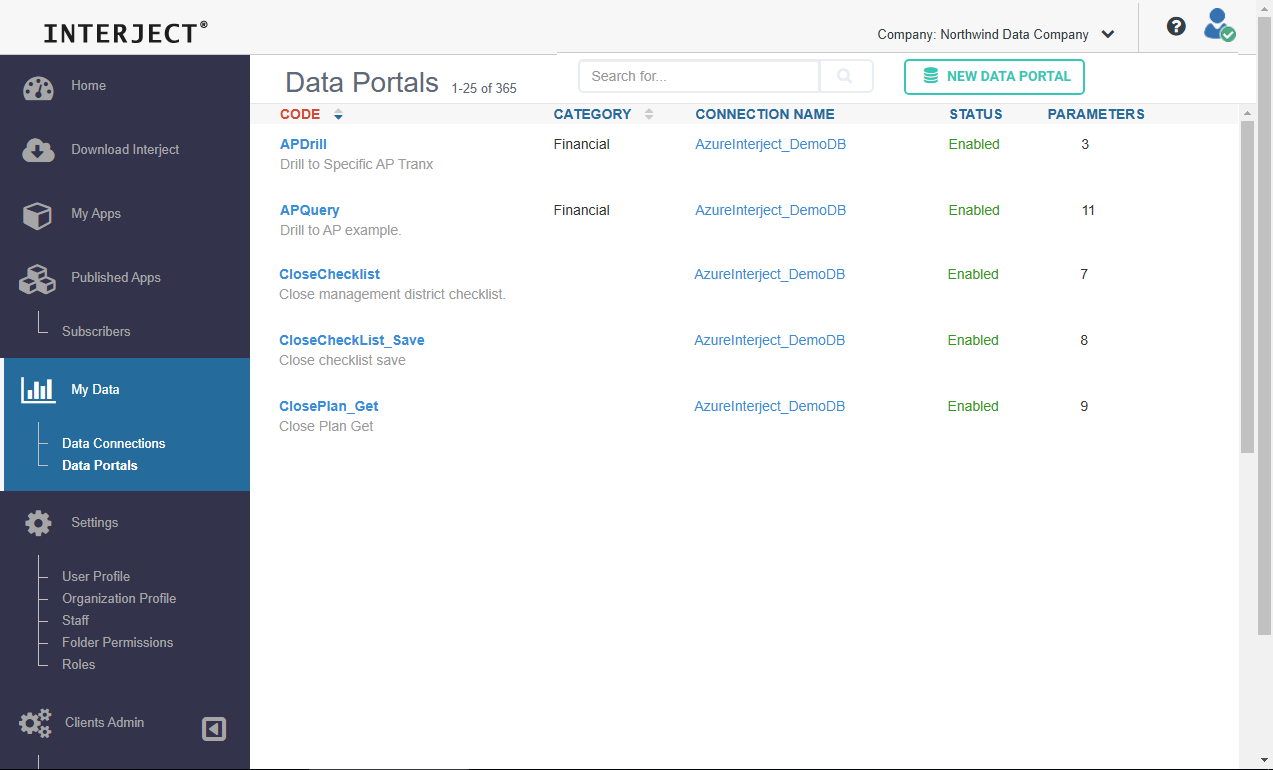 INTERJECT®
Company: Northwind Data Company
Home
Download Interject
My Apps
Published Apps
Subscribers
My Data
Data Connections
Data Portals
Settings
User Profile
Organization Profile
Staff
Folder Permissions
Roles
Clients Admin
Data Portals 1-25 of 365
Search for...
NEW DATA PORTAL
CODE CATEGORY CONNECTION NAME STATUS PARAMETERS
APDrill Financial AzureInterject_DemoDB Enabled 3
Drill to Specific AP Tranx
APQuery Financial AzureInterject_DemoDB Enabled 11
Drill to AP example.
CloseChecklist AzureInterject_DemoDB Enabled 7
Close management district checklist.
CloseCheckList_Save AzureInterject_DemoDB Enabled 8
Close checklist save
ClosePlan_Get AzureInterject_DemoDB Enabled 9
Close Plan Get